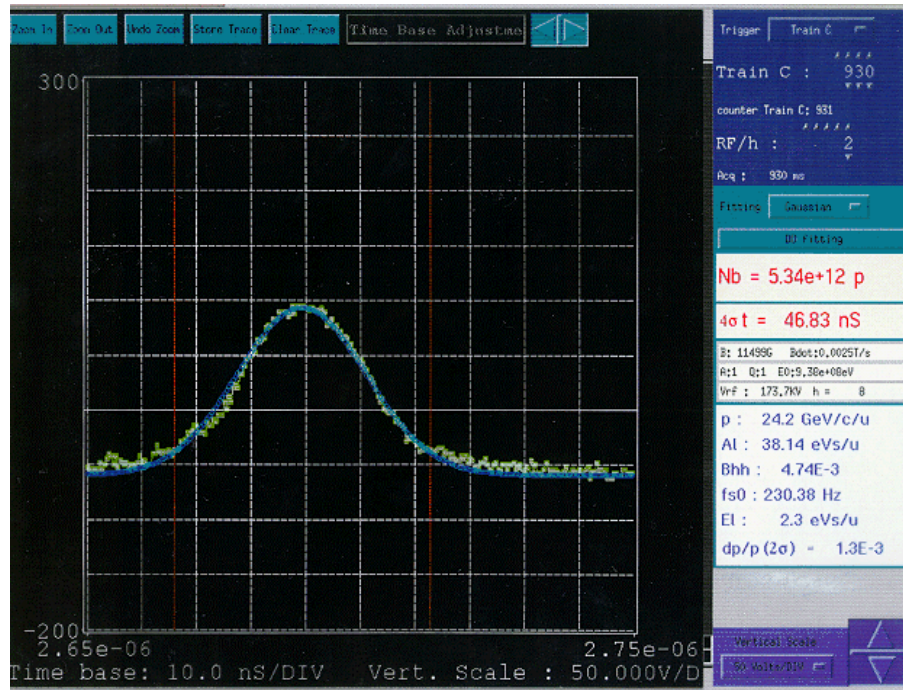 Zoom In Zoom Out Undo Zoom Store Trace Clear Trace Time Base Adjustme
300
-200
2.65e-06 2.75e-06
Time base: 10.0 nS/DIV Vert. Scale : 50.000V/D
Trigger Train C
Train C : 930
counter Train C: 931
RF/h : 2
Acq : 930 ms
Fitting Gaussian
DO Fitting
Nb = 5.34e+12 p
4σt = 46.83 nS
B: 11499G Bdot:0.0025T/s
A:1 Q:1 E0:9.38e+08eV
Vrf : 173.7KV h = 8
p : 24.2 GeV/c/u
Al : 38.14 eVs/u
Bhh : 4.74E-3
fs0 : 230.38 Hz
El : 2.3 eVs/u
dp/p (2σ) = 1.3E-3
Vertical Scale
50 Volts/DIV